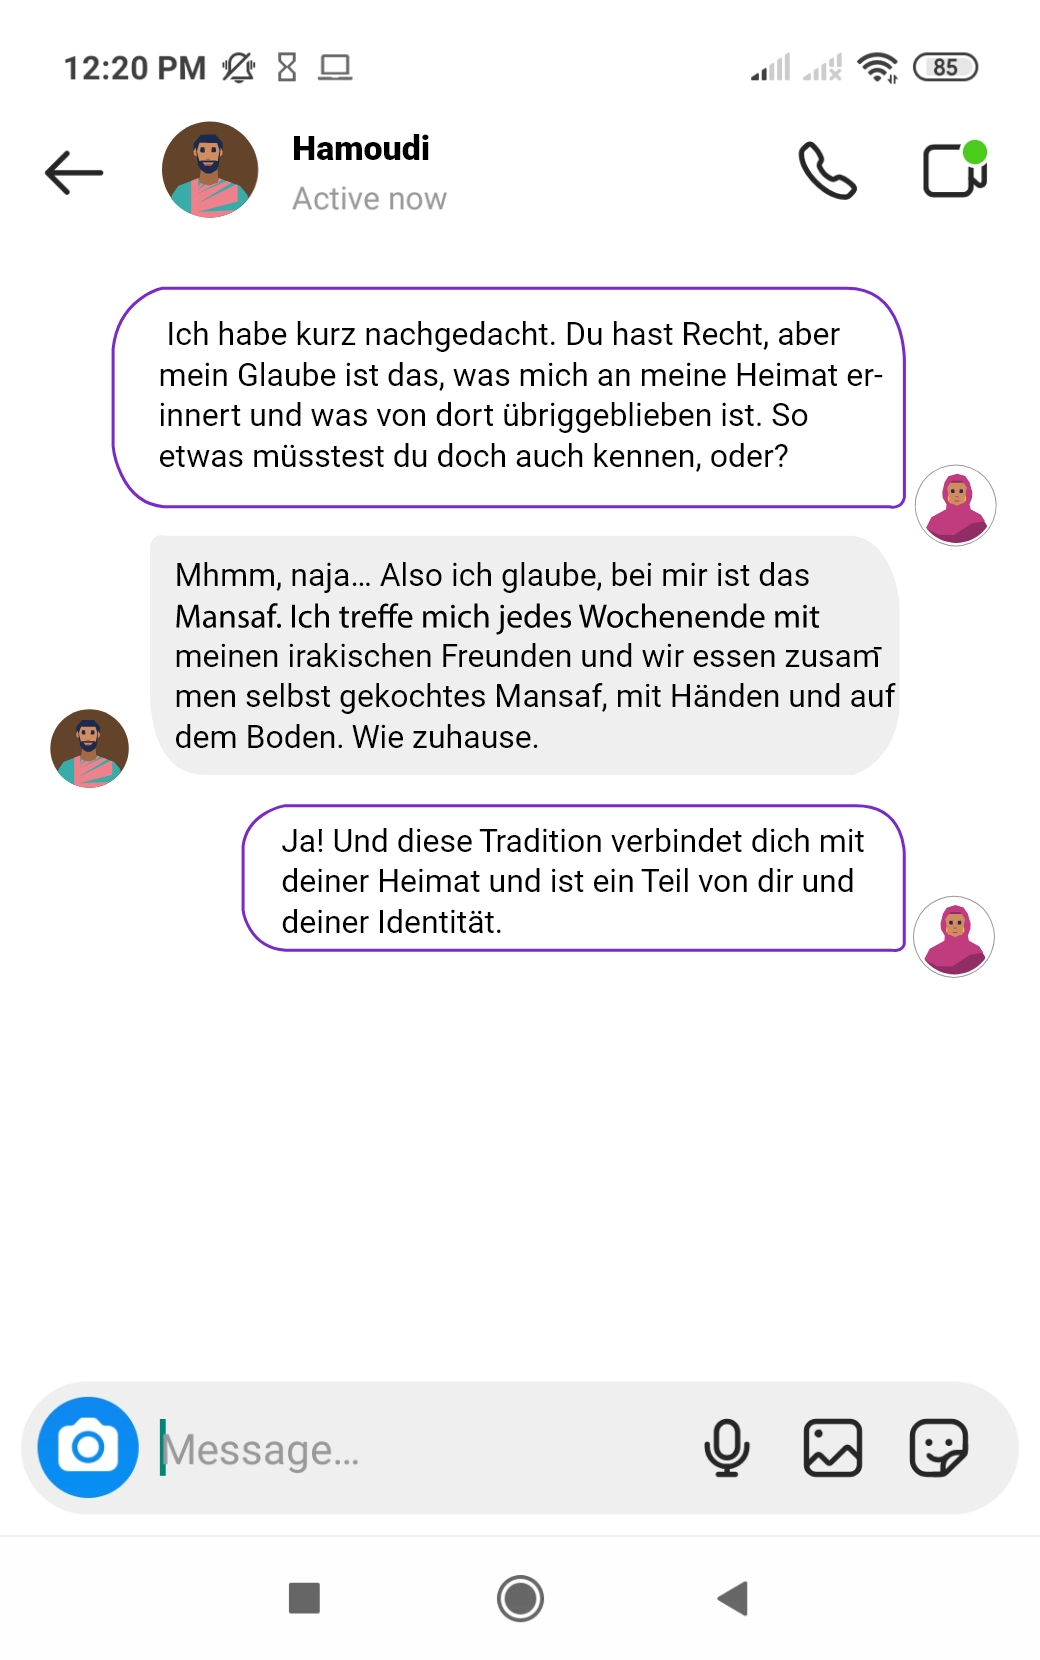 12:20 PM
85
Hamoudi
Active now
Ich habe kurz nachgedacht. Du hast Recht, aber
mein Glaube ist das, was mich an meine Heimat er-
innert und was von dort übriggeblieben ist. So
etwas müsstest du doch auch kennen, oder?
Mhmm, naja... Also ich glaube, bei mir ist das
Mansaf. Ich treffe mich jedes Wochenende mit
meinen irakischen Freunden und wir essen zusam-
men selbst gekochtes Mansaf, mit Händen und auf
dem Boden. Wie zuhause.
Ja! Und diese Tradition verbindet dich mit
deiner Heimat und ist ein Teil von dir und
deiner Identität.
Message...